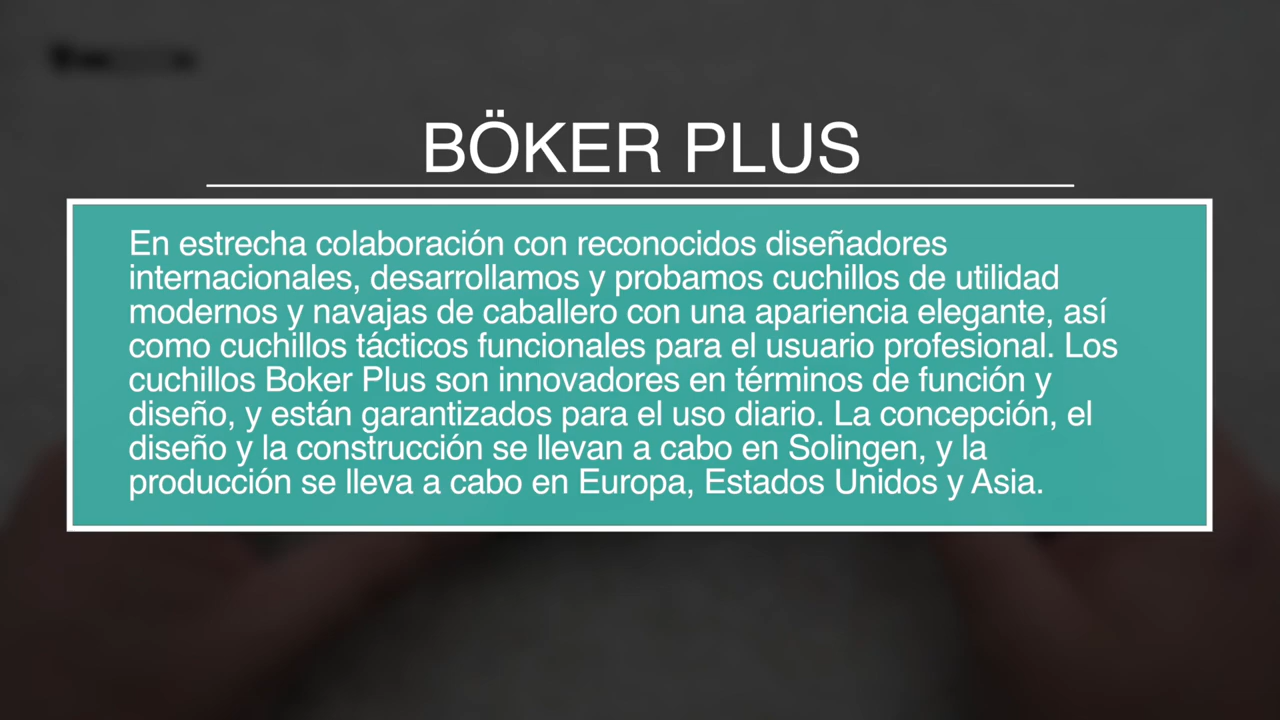 BÖKER PLUS
En estrecha colaboración con reconocidos diseñadores
internacionales, desarrollamos y probamos cuchillos de utilidad
modernos y navajas de caballero con una apariencia elegante, así
como cuchillos tácticos funcionales para el usuario profesional. Los
cuchillos Boker Plus son innovadores en términos de función y
diseño, y están garantizados para el uso diario. La concepción, el
diseño y la construcción se llevan a cabo en Solingen, y la
producción se lleva a cabo en Europa, Estados Unidos y Asia.